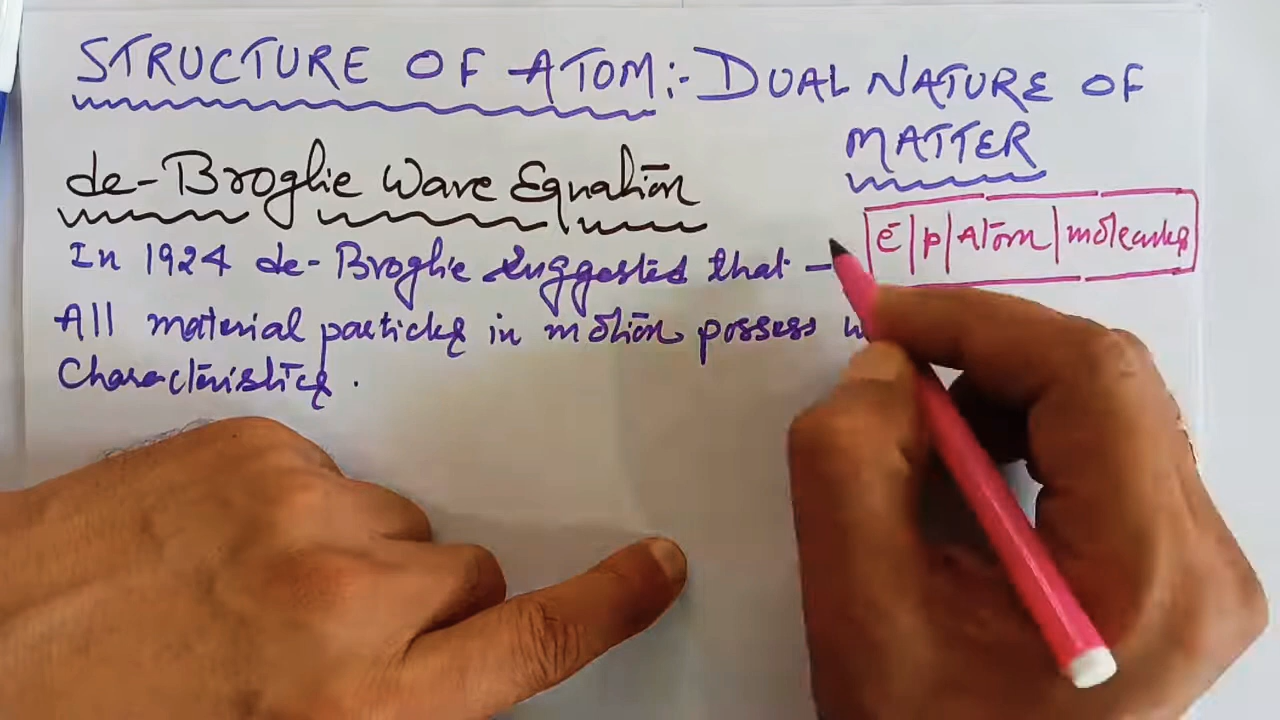 STRUCTURE OF ATOM:- DUAL NATURE OF
MATTER
de-Broglie Wave Equation
e⁻ | p | Atom | molecules
In 1924 de-Broglie suggested that -
All material particles in motion possess
Characteristics.